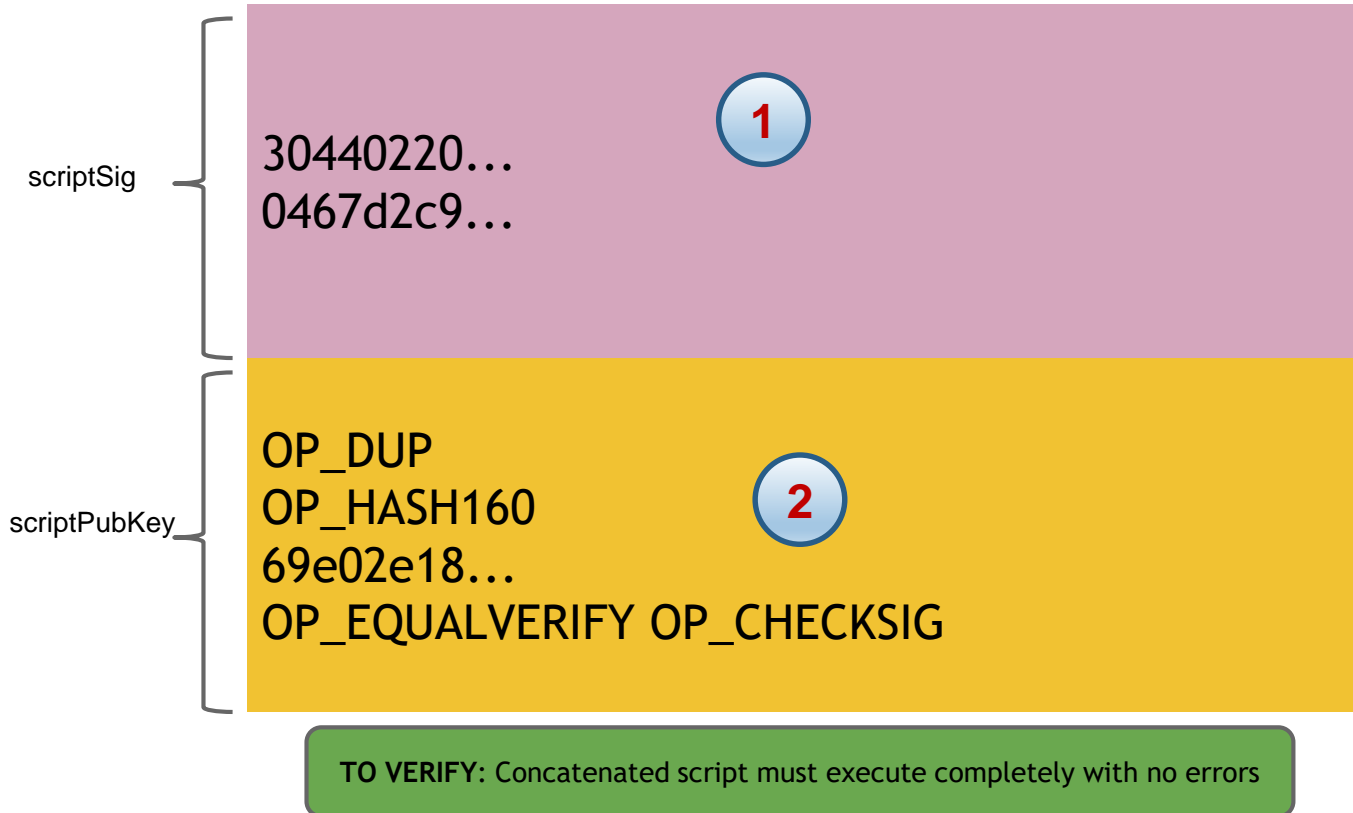 scriptSig
1
30440220...
0467d2c9...
scriptPubKey
OP_DUP
OP_HASH160
2
69e02e18...
OP_EQUALVERIFY OP_CHECKSIG
TO VERIFY: Concatenated script must execute completely with no errors